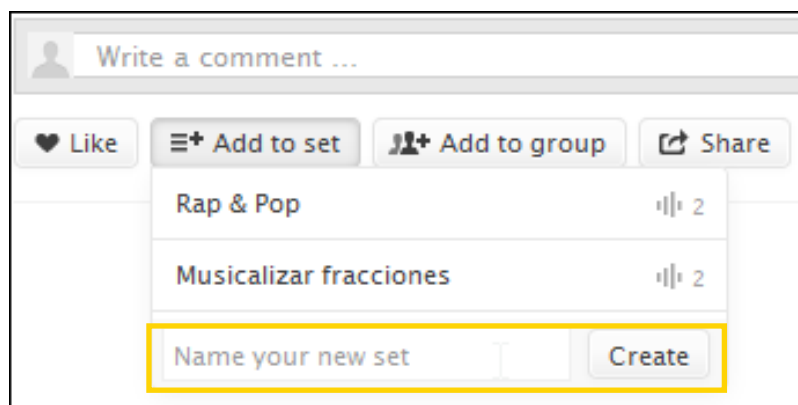 Write a comment ...
Like Add to set Add to group Share
Rap & Pop 2
Musicalizar fracciones 2
Name your new set Create